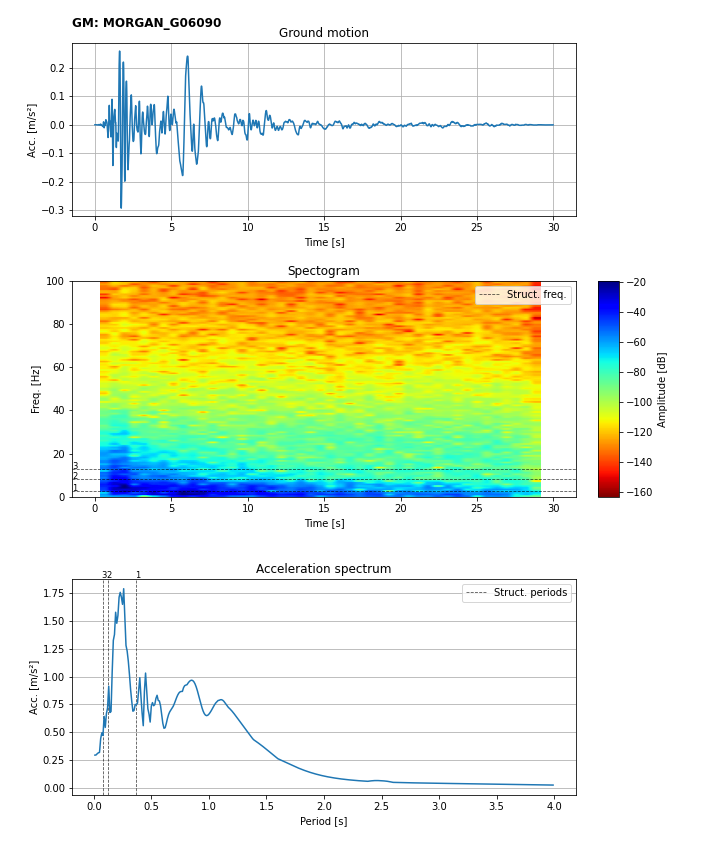 GM: MORGAN_G06090
Ground motion
Acc. [m/s²]
0.2
0.1
0.0
−0.1
−0.2
−0.3
0 5 10 15 20 25 30
Time [s]
Spectogram
Freq. [Hz]
100
80
60
40
20
0
Struct. freq.
3
2
1
0 5 10 15 20 25 30
Time [s]
−20
−40
−60
−80
−100
−120
−140
−160
Amplitude [dB]
Acceleration spectrum
32 1
Acc. [m/s²]
1.75
1.50
1.25
1.00
0.75
0.50
0.25
0.00
Struct. periods
0.0 0.5 1.0 1.5 2.0 2.5 3.0 3.5 4.0
Period [s]